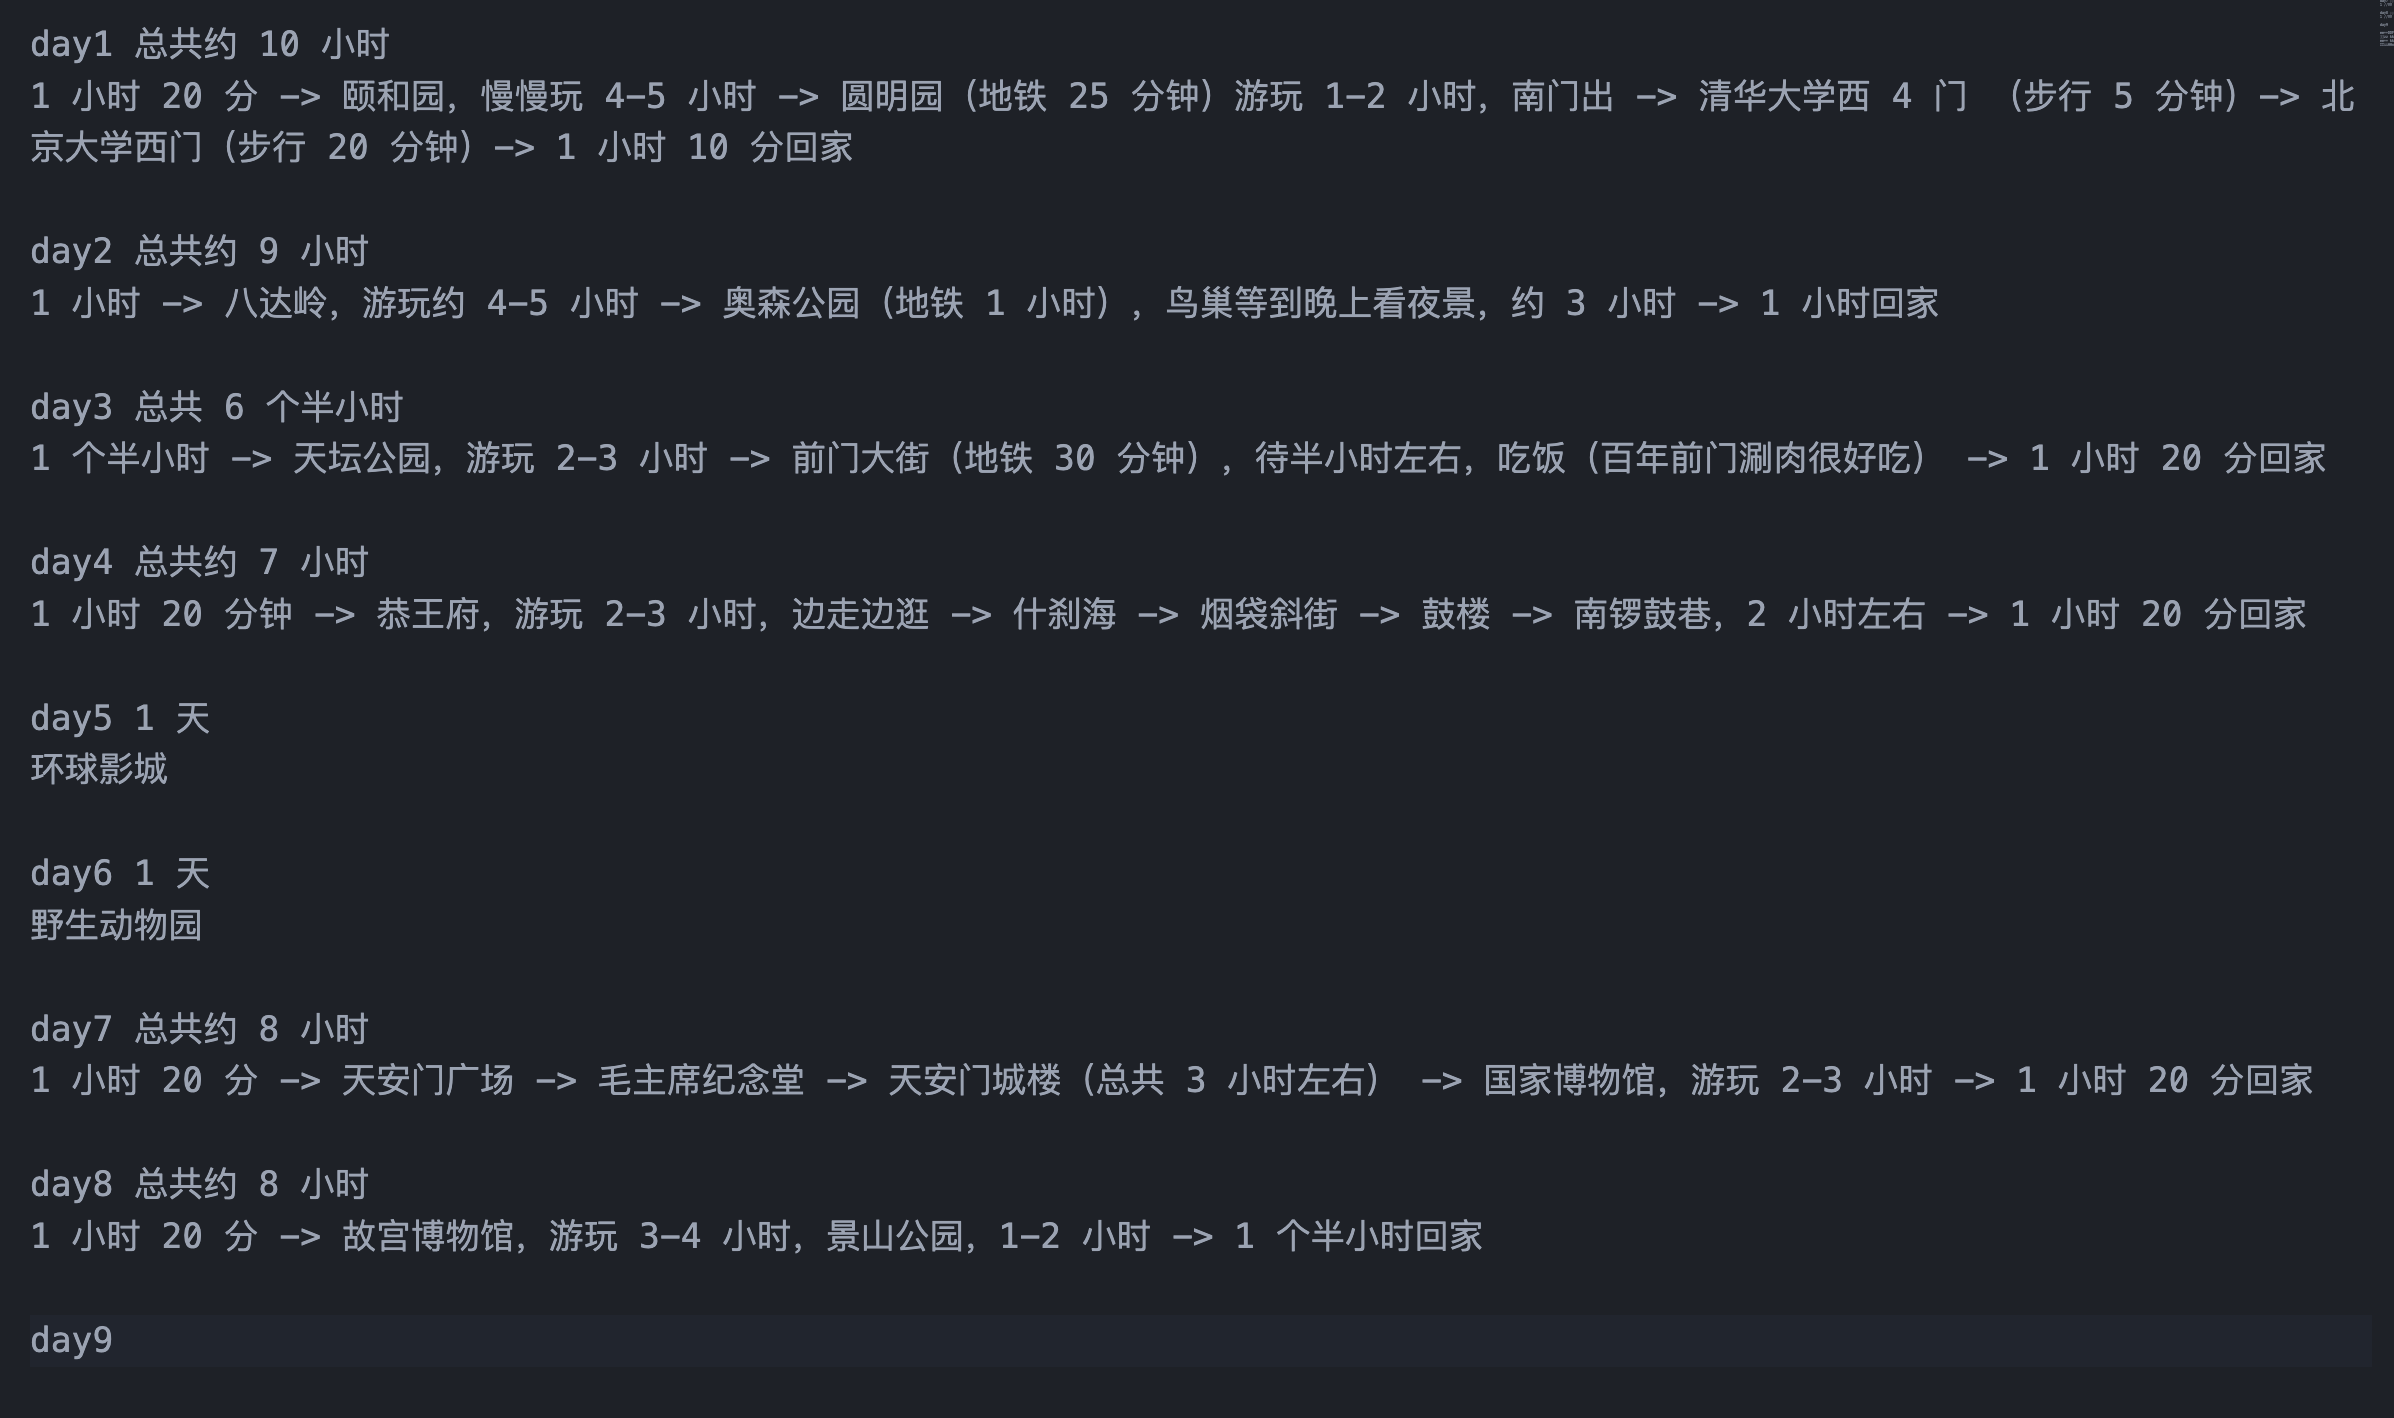 day1 总共约 10 小时
1 小时 20 分 -> 颐和园，慢慢玩 4-5 小时 -> 圆明园（地铁 25 分钟）游玩 1-2 小时，南门出 -> 清华大学西 4 门 （步行 5 分钟）-> 北
京大学西门（步行 20 分钟）-> 1 小时 10 分回家
day2 总共约 9 小时
1 小时 -> 八达岭，游玩约 4-5 小时 -> 奥森公园（地铁 1 小时），鸟巢等到晚上看夜景，约 3 小时 -> 1 小时回家
day3 总共 6 个半小时
1 个半小时 -> 天坛公园，游玩 2-3 小时 -> 前门大街（地铁 30 分钟），待半小时左右，吃饭（百年前门涮肉很好吃） -> 1 小时 20 分回家
day4 总共约 7 小时
1 小时 20 分钟 -> 恭王府，游玩 2-3 小时，边走边逛 -> 什刹海 -> 烟袋斜街 -> 鼓楼 -> 南锣鼓巷，2 小时左右 -> 1 小时 20 分回家
day5 1 天
环球影城
day6 1 天
野生动物园
day7 总共约 8 小时
1 小时 20 分 -> 天安门广场 -> 毛主席纪念堂 -> 天安门城楼（总共 3 小时左右） -> 国家博物馆，游玩 2-3 小时 -> 1 小时 20 分回家
day8 总共约 8 小时
1 小时 20 分 -> 故宫博物馆，游玩 3-4 小时，景山公园，1-2 小时 -> 1 个半小时回家
day9